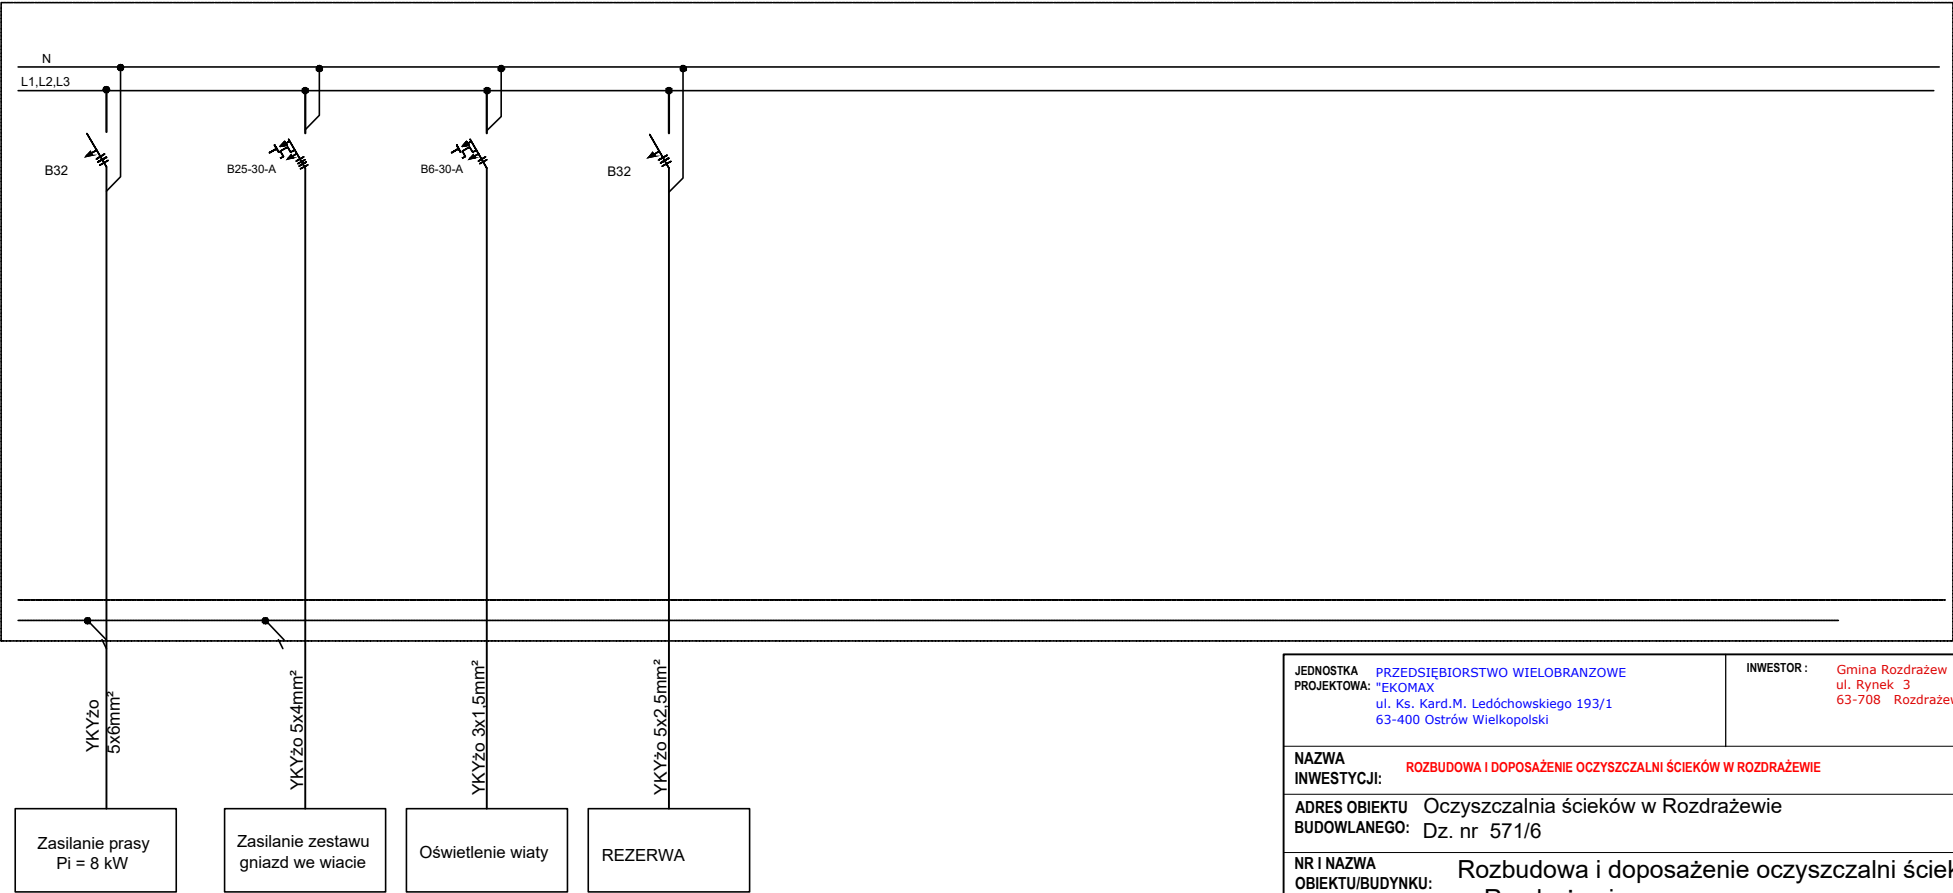 N
L1,L2,L3
B32
B25-30-A
B6-30-A
B32
YKYżo
5x6mm²
YKYżo 5x4mm²
YKYżo 3x1,5mm²
YKYżo 5x2,5mm²
Zasilanie prasy
Pi = 8 kW
Zasilanie zestawu
gniazd we wiacie
Oświetlenie wiaty
REZERWA
JEDNOSTKA
PROJEKTOWA:
PRZEDSIĘBIORSTWO WIELOBRANZOWE
"EKOMAX
ul. Ks. Kard.M. Ledóchowskiego 193/1
63-400 Ostrów Wielkopolski
INWESTOR :
Gmina Rozdrażew
ul. Rynek 3
63-708 Rozdraże
NAZWA
INWESTYCJI:
ROZBUDOWA I DOPOSAŻENIE OCZYSZCZALNI ŚCIEKÓW W ROZDRAŻEWIE
ADRES OBIEKTU
BUDOWLANEGO:
Oczyszczalnia ścieków w Rozdrażewie
Dz. nr 571/6
NR I NAZWA
OBIEKTU/BUDYNKU:
Rozbudowa i doposażenie oczyszczalni ściek